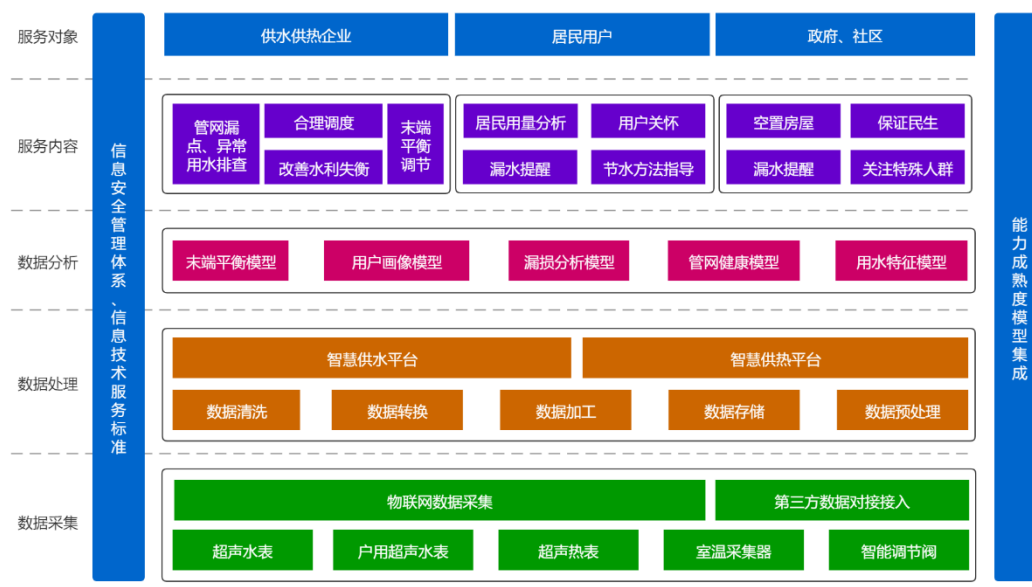 服务对象
供水供热企业
居民用户
政府、社区
服务内容
管网漏
点、异常
用水排查
合理调度
改善水利失衡
末端
平衡
调节
居民用量分析
用户关怀
漏水提醒
节水方法指导
空置房屋
保证民生
漏水提醒
关注特殊人群
数据分析
末端平衡模型
用户画像模型
漏损分析模型
管网健康模型
用水特征模型
数据处理
智慧供水平台
智慧供热平台
数据清洗
数据转换
数据加工
数据存储
数据预处理
数据采集
物联网数据采集
第三方数据对接接入
超声水表
户用超声水表
超声热表
室温采集器
智能调节阀
信息安全管理体系、信息技术服务标准
能力成熟度模型集成